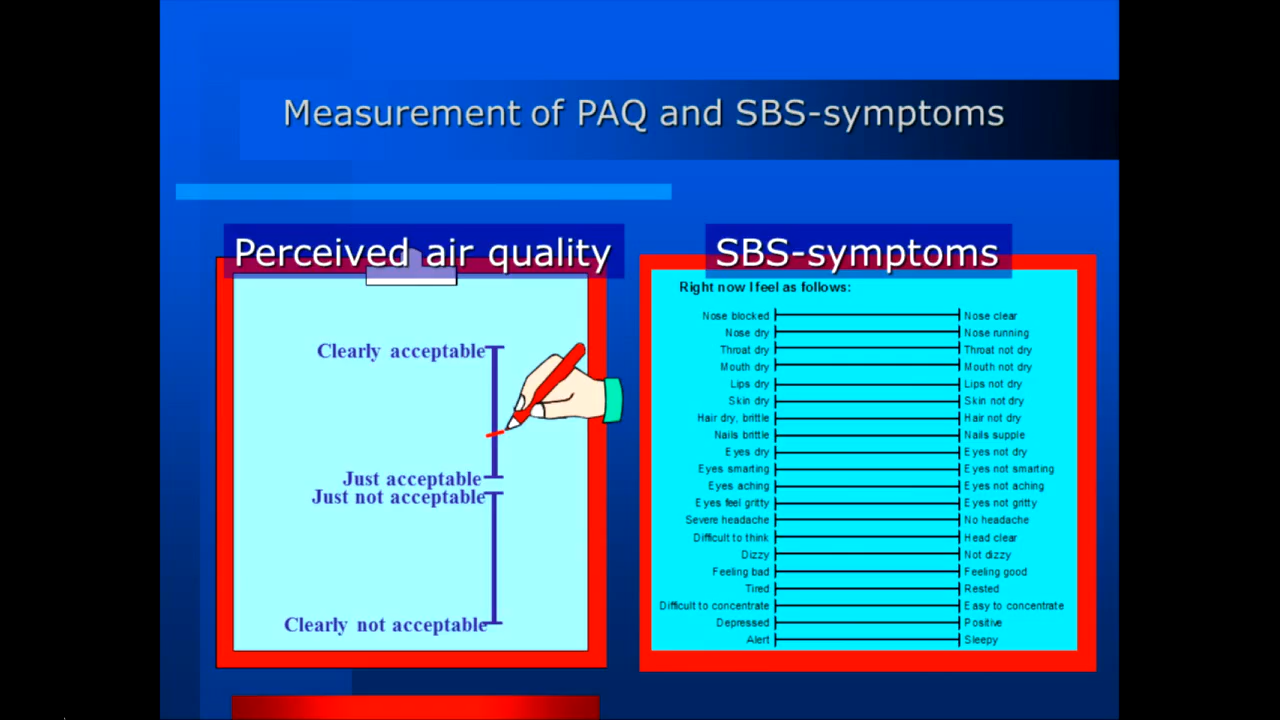 Measurement of PAQ and SBS-symptoms
Perceived air quality
Clearly acceptable
Just acceptable
Just not acceptable
Clearly not acceptable
SBS-symptoms
Right now I feel as follows:
Nose blocked Nose clear
Nose dry Nose running
Throat dry Throat not dry
Mouth dry Mouth not dry
Lips dry Lips not dry
Skin dry Skin not dry
Hair dry, brittle Hair not dry
Nails brittle Nails supple
Eyes dry Eyes not dry
Eyes smarting Eyes not smarting
Eyes aching Eyes not aching
Eyes feel gritty Eyes not gritty
Severe headache No headache
Difficult to think Head clear
Dizzy Not dizzy
Feeling bad Feeling good
Tired Rested
Difficult to concentrate Easy to concentrate
Depressed Positive
Alert Sleepy